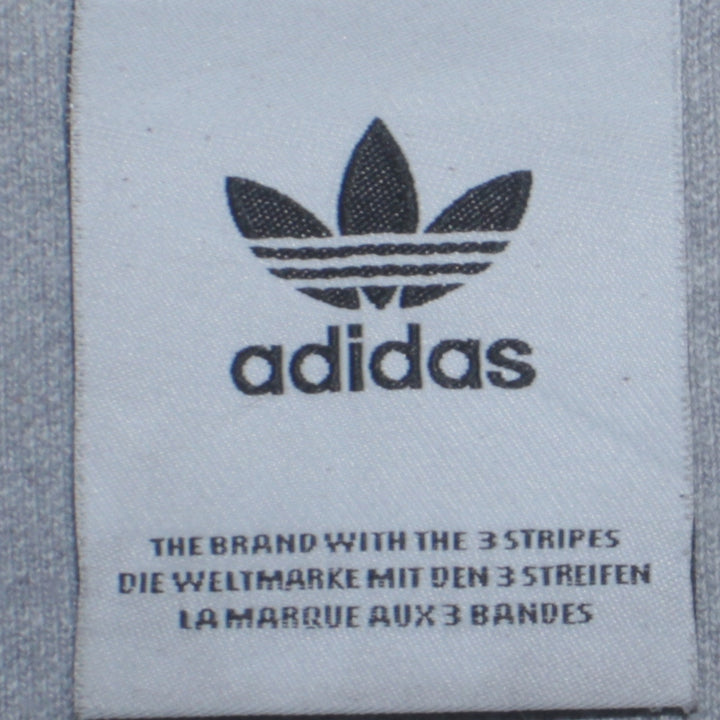 adidas
THE BRAND WITH THE 3 STRIPES
DIE WELTMARKE MIT DEN 3 STREIFEN
LA MARQUE AUX 3 BANDES